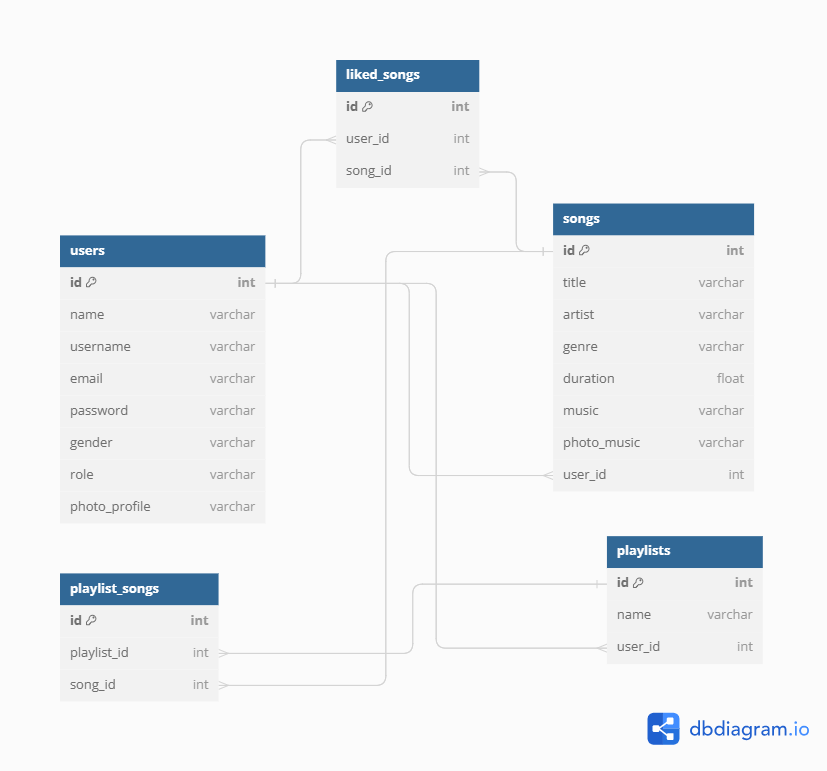 liked_songs
id int
user_id int
song_id int
songs
id int
title varchar
artist varchar
genre varchar
duration float
music varchar
photo_music varchar
user_id int
users
id int
name varchar
username varchar
email varchar
password varchar
gender varchar
role varchar
photo_profile varchar
playlists
id int
name varchar
user_id int
playlist_songs
id int
playlist_id int
song_id int
dbdiagram.io